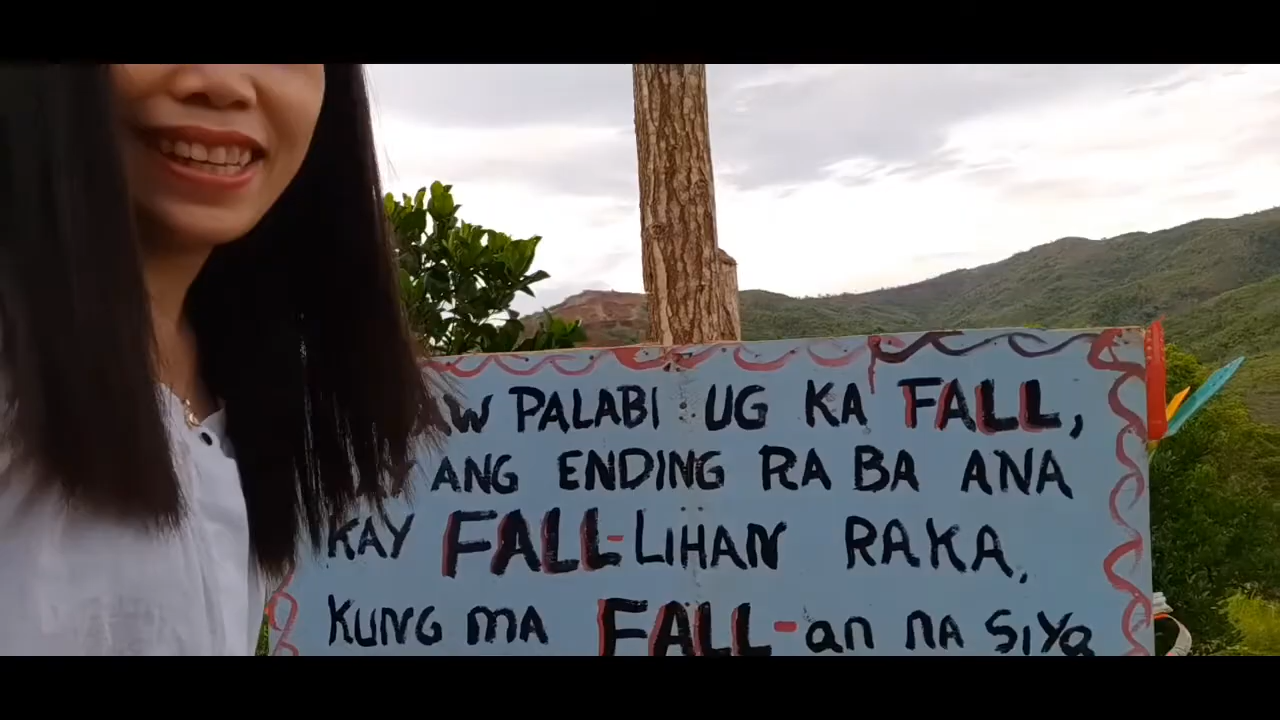 PALABI UG KA FALL,
ANG ENDING RA BA ANA
KAY FALL-LIHAN RAKA.
KUNG MA FALL-an na SiYa